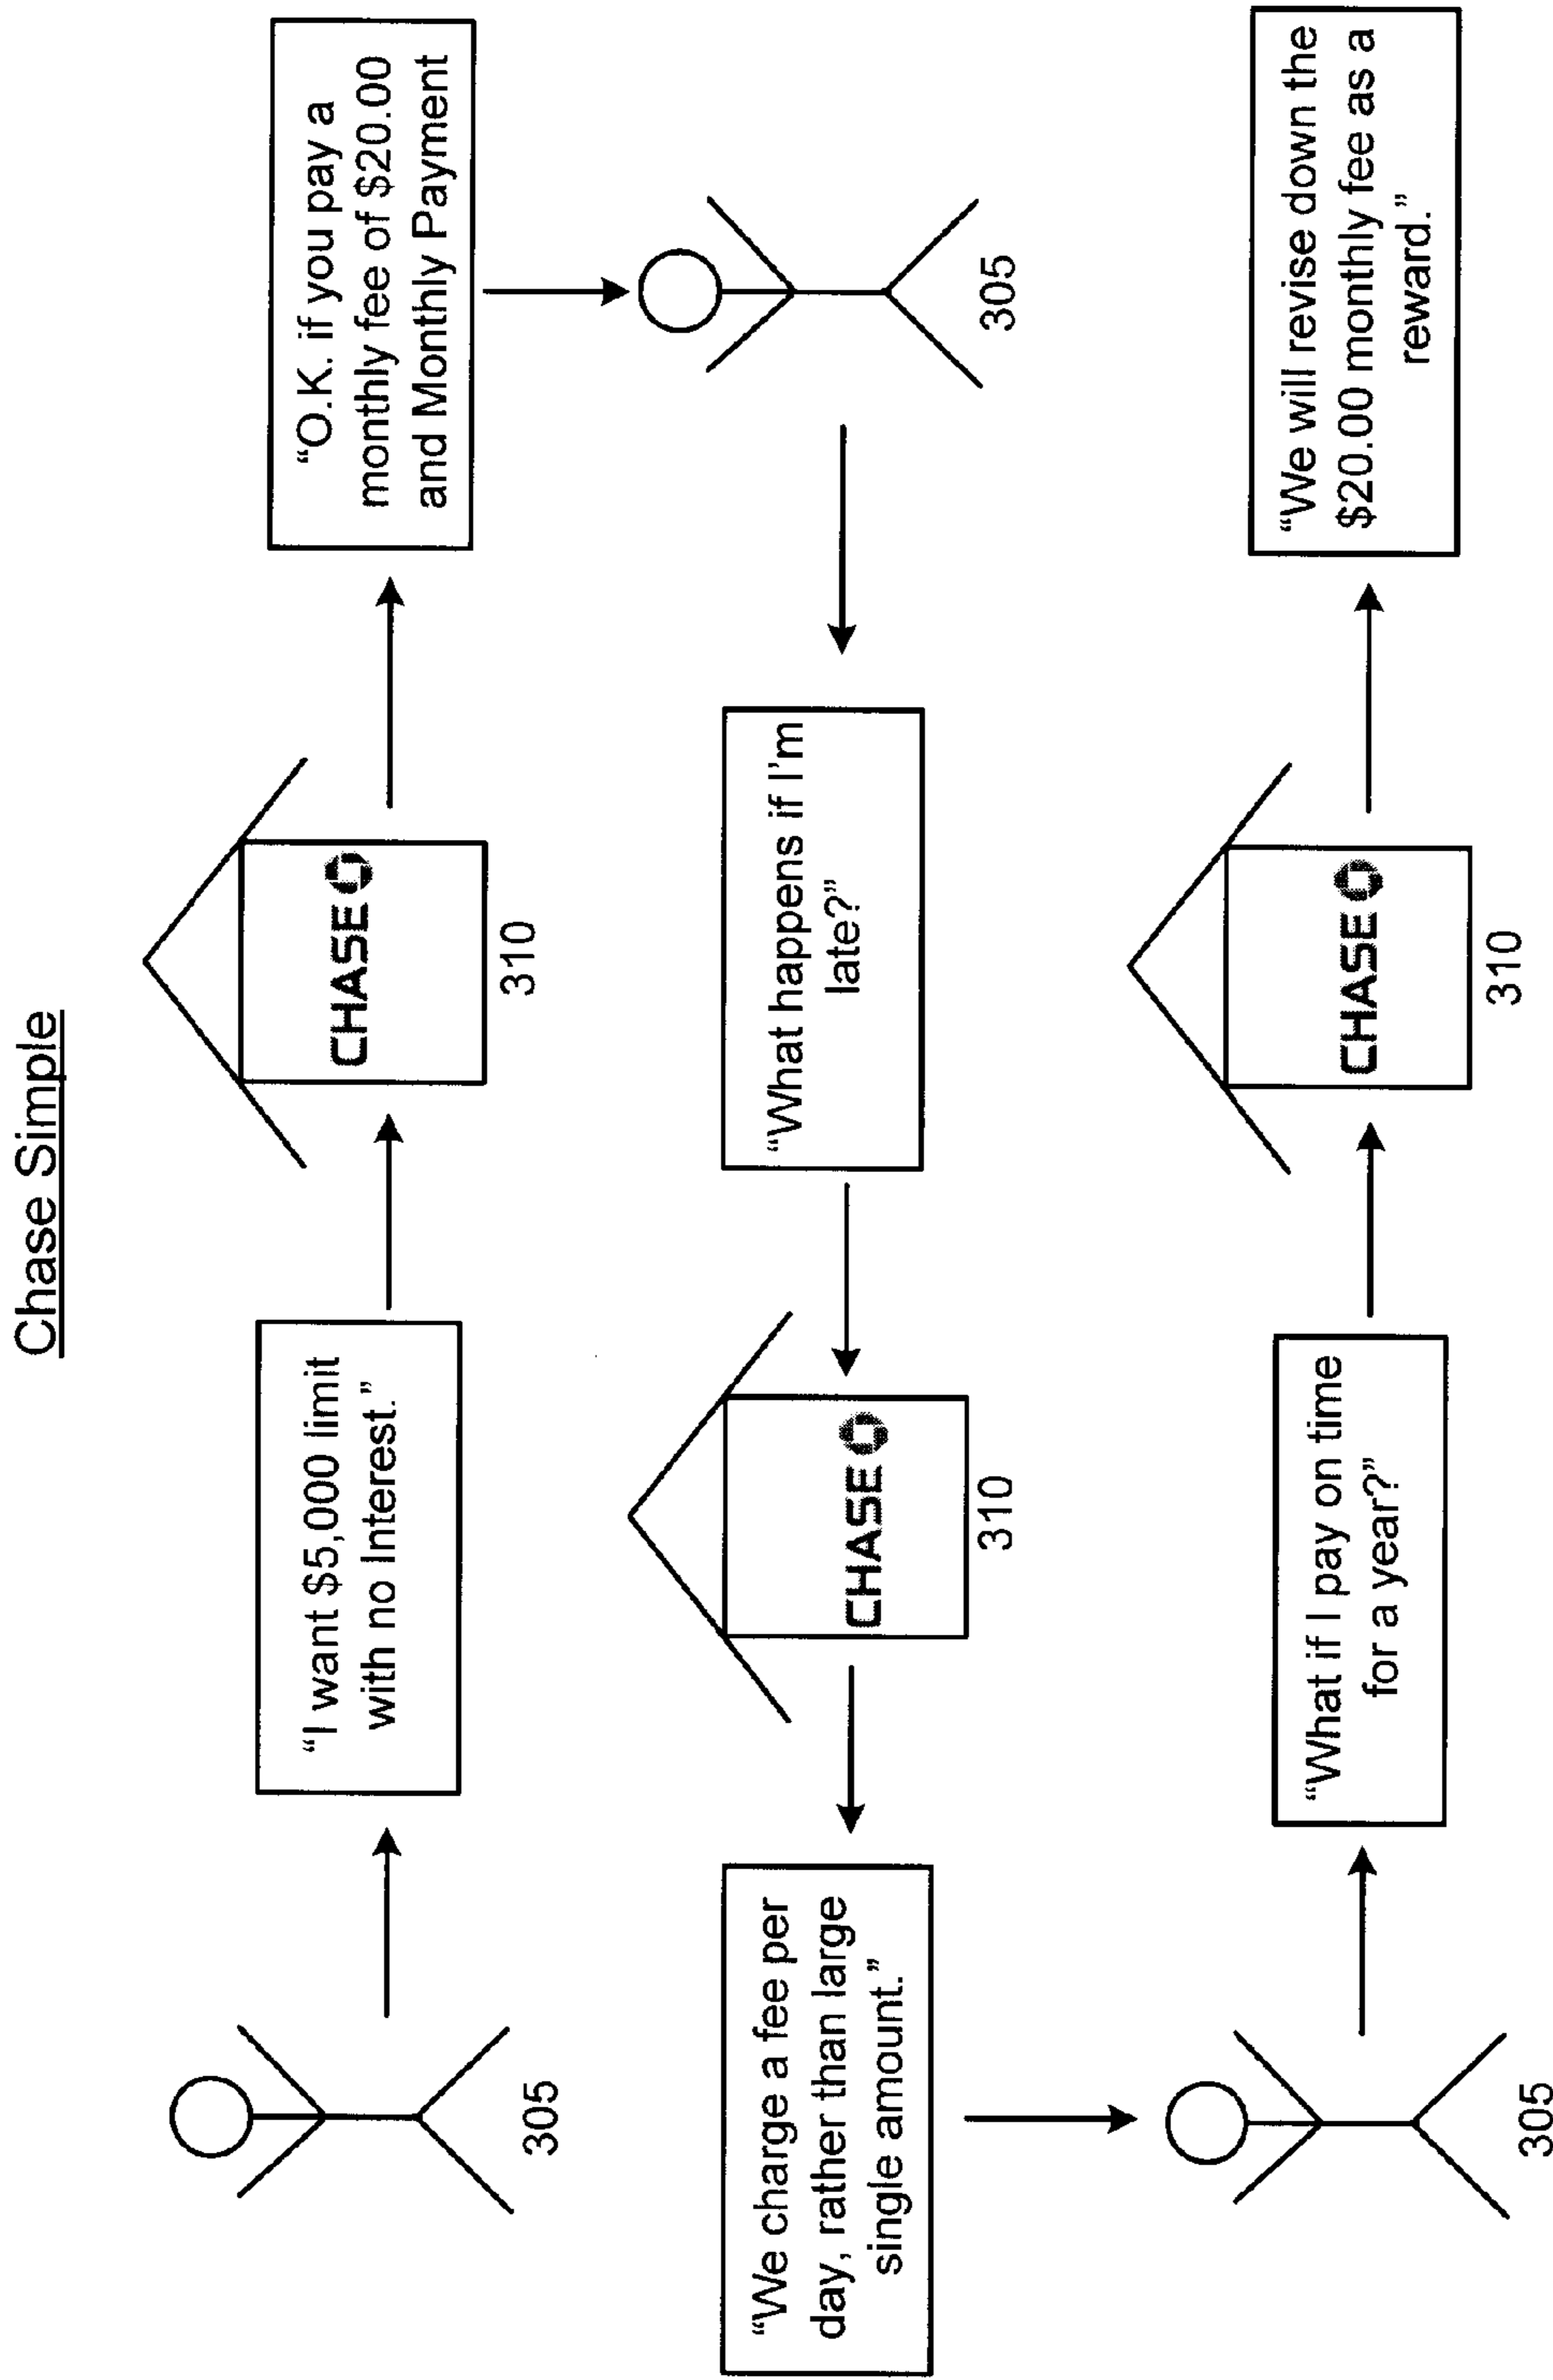 Chase Simple
305
“I want $5,000 limit
with no Interest.”
CHASE
310
“O.K. if you pay a
monthly fee of $20.00
and Monthly Payment
305
“What happens if I’m
late?”
CHASE
310
“We charge a fee per
day, rather than large
single amount.”
305
“What if I pay on time
for a year?”
CHASE
310
“We will revise down the
$20.00 monthly fee as a
reward.”